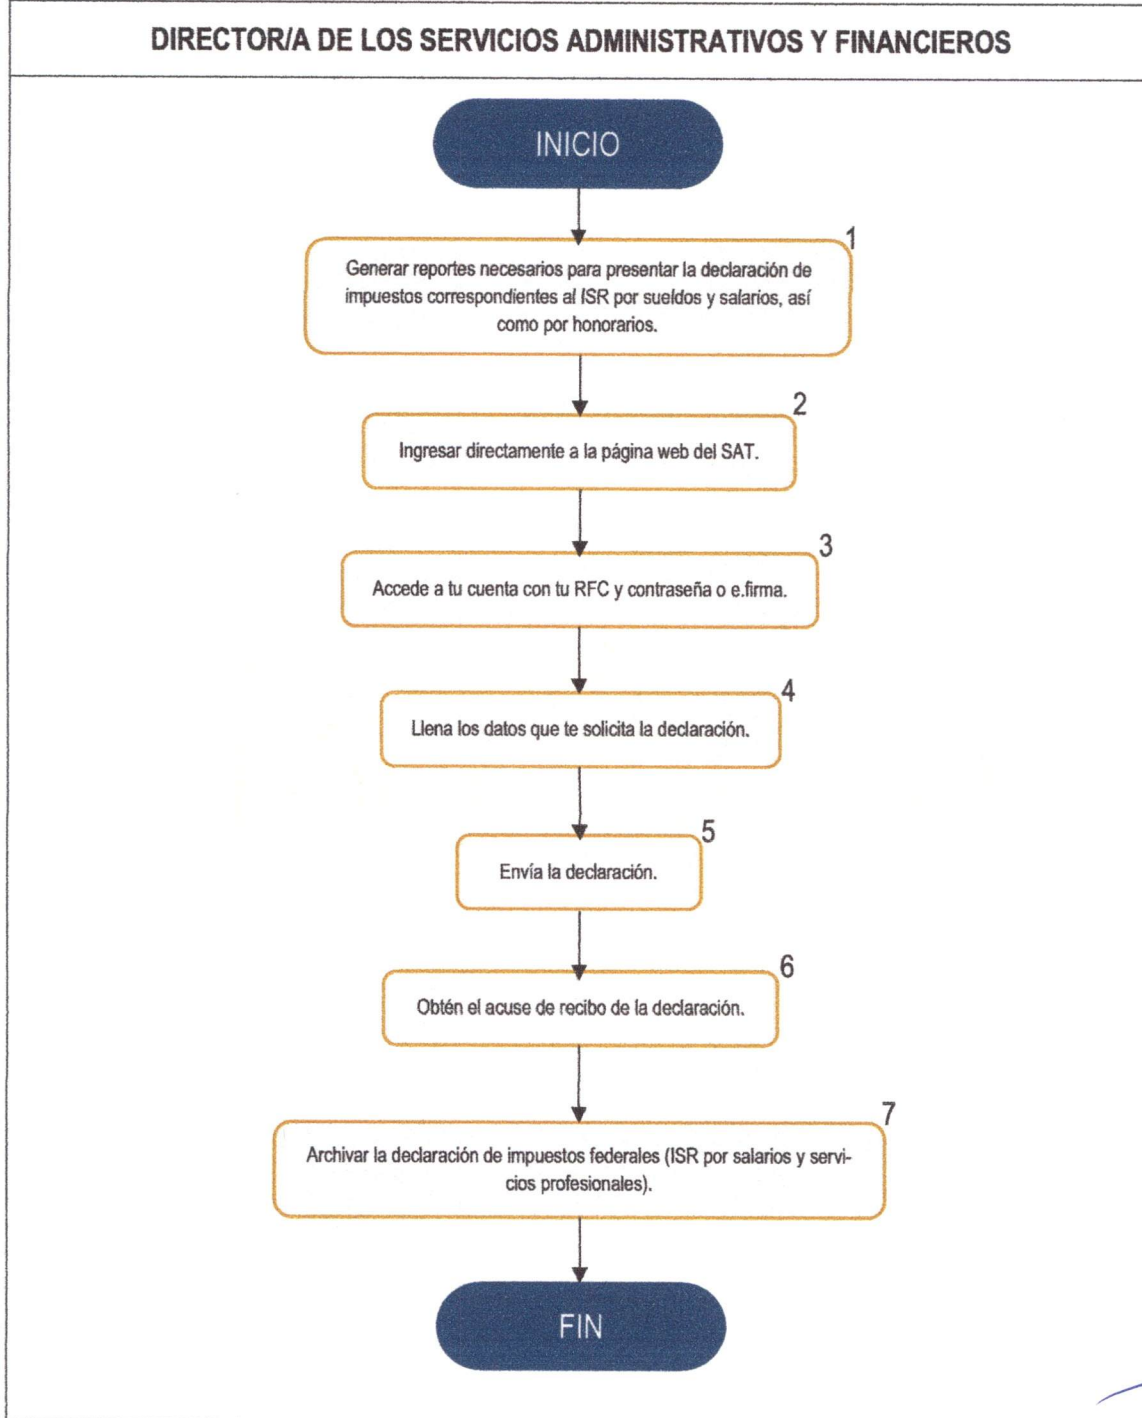 DIRECTOR/A DE LOS SERVICIOS ADMINISTRATIVOS Y FINANCIEROS
INICIO
1
Generar reportes necesarios para presentar la declaración de
impuestos correspondientes al ISR por sueldos y salarios, así
como por honorarios.
2
Ingresar directamente a la página web del SAT.
3
Accede a tu cuenta con tu RFC y contraseña o e.firma.
4
Llena los datos que te solicita la declaración.
5
Envía la declaración.
6
Obtén el acuse de recibo de la declaración.
7
Archivar la declaración de impuestos federales (ISR por salarios y servi-
cios profesionales).
FIN